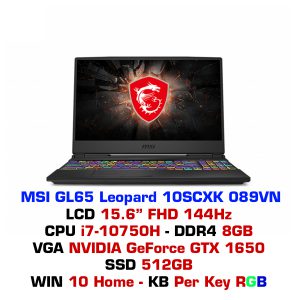 msi
MSI GL65 Leopard 10SCXK 089VN
LCD 15.6” FHD 144Hz
CPU i7-10750H - DDR4 8GB
VGA NVIDIA GeForce GTX 1650
SSD 512GB
WIN 10 Home - KB Per Key RGB